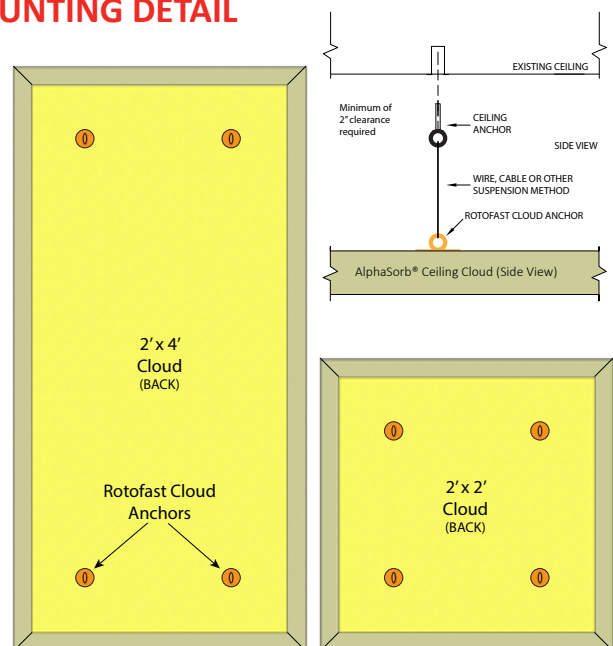 UNTING DETAIL
EXISTING CEILING
Minimum of
2" clearance
required
CEILING
ANCHOR
SIDE VIEW
WIRE, CABLE OR OTHER
SUSPENSION METHOD
ROTOFAST CLOUD ANCHOR
AlphaSorb® Ceiling Cloud (Side View)
2' x 4'
Cloud
(BACK)
Rotofast Cloud
Anchors
2' x 2'
Cloud
(BACK)